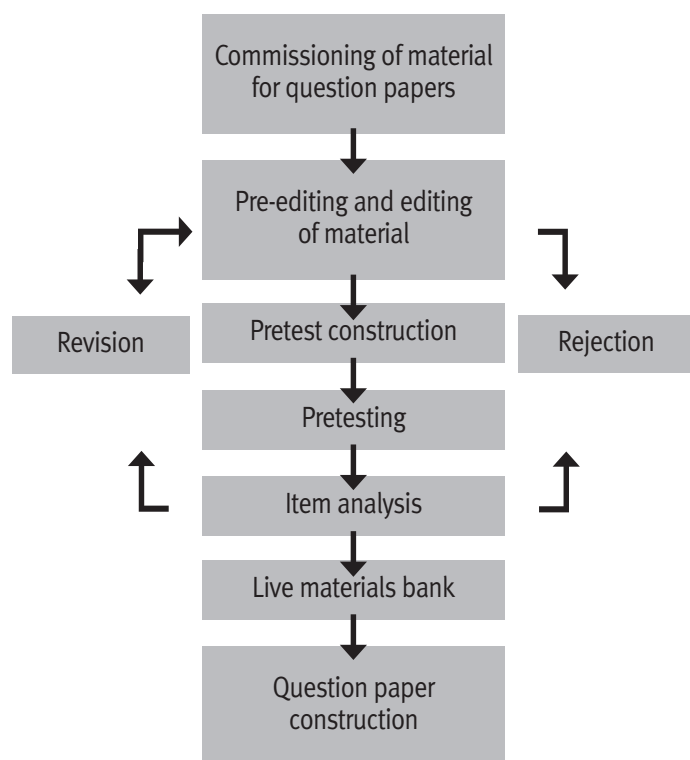 Commissioning of material
for question papers
Pre-editing and editing
of material
Revision
Pretest construction
Rejection
Pretesting
Item analysis
Live materials bank
Question paper
construction